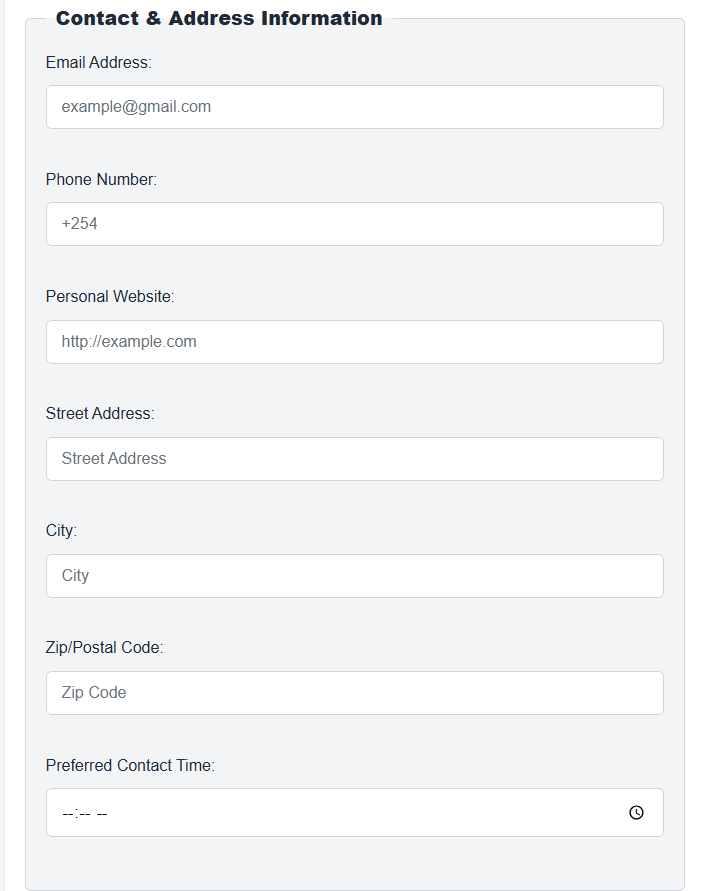 Contact & Address Information
Email Address:
example@gmail.com
Phone Number:
+254
Personal Website:
http://example.com
Street Address:
Street Address
City:
City
Zip/Postal Code:
Zip Code
Preferred Contact Time:
--:-- --